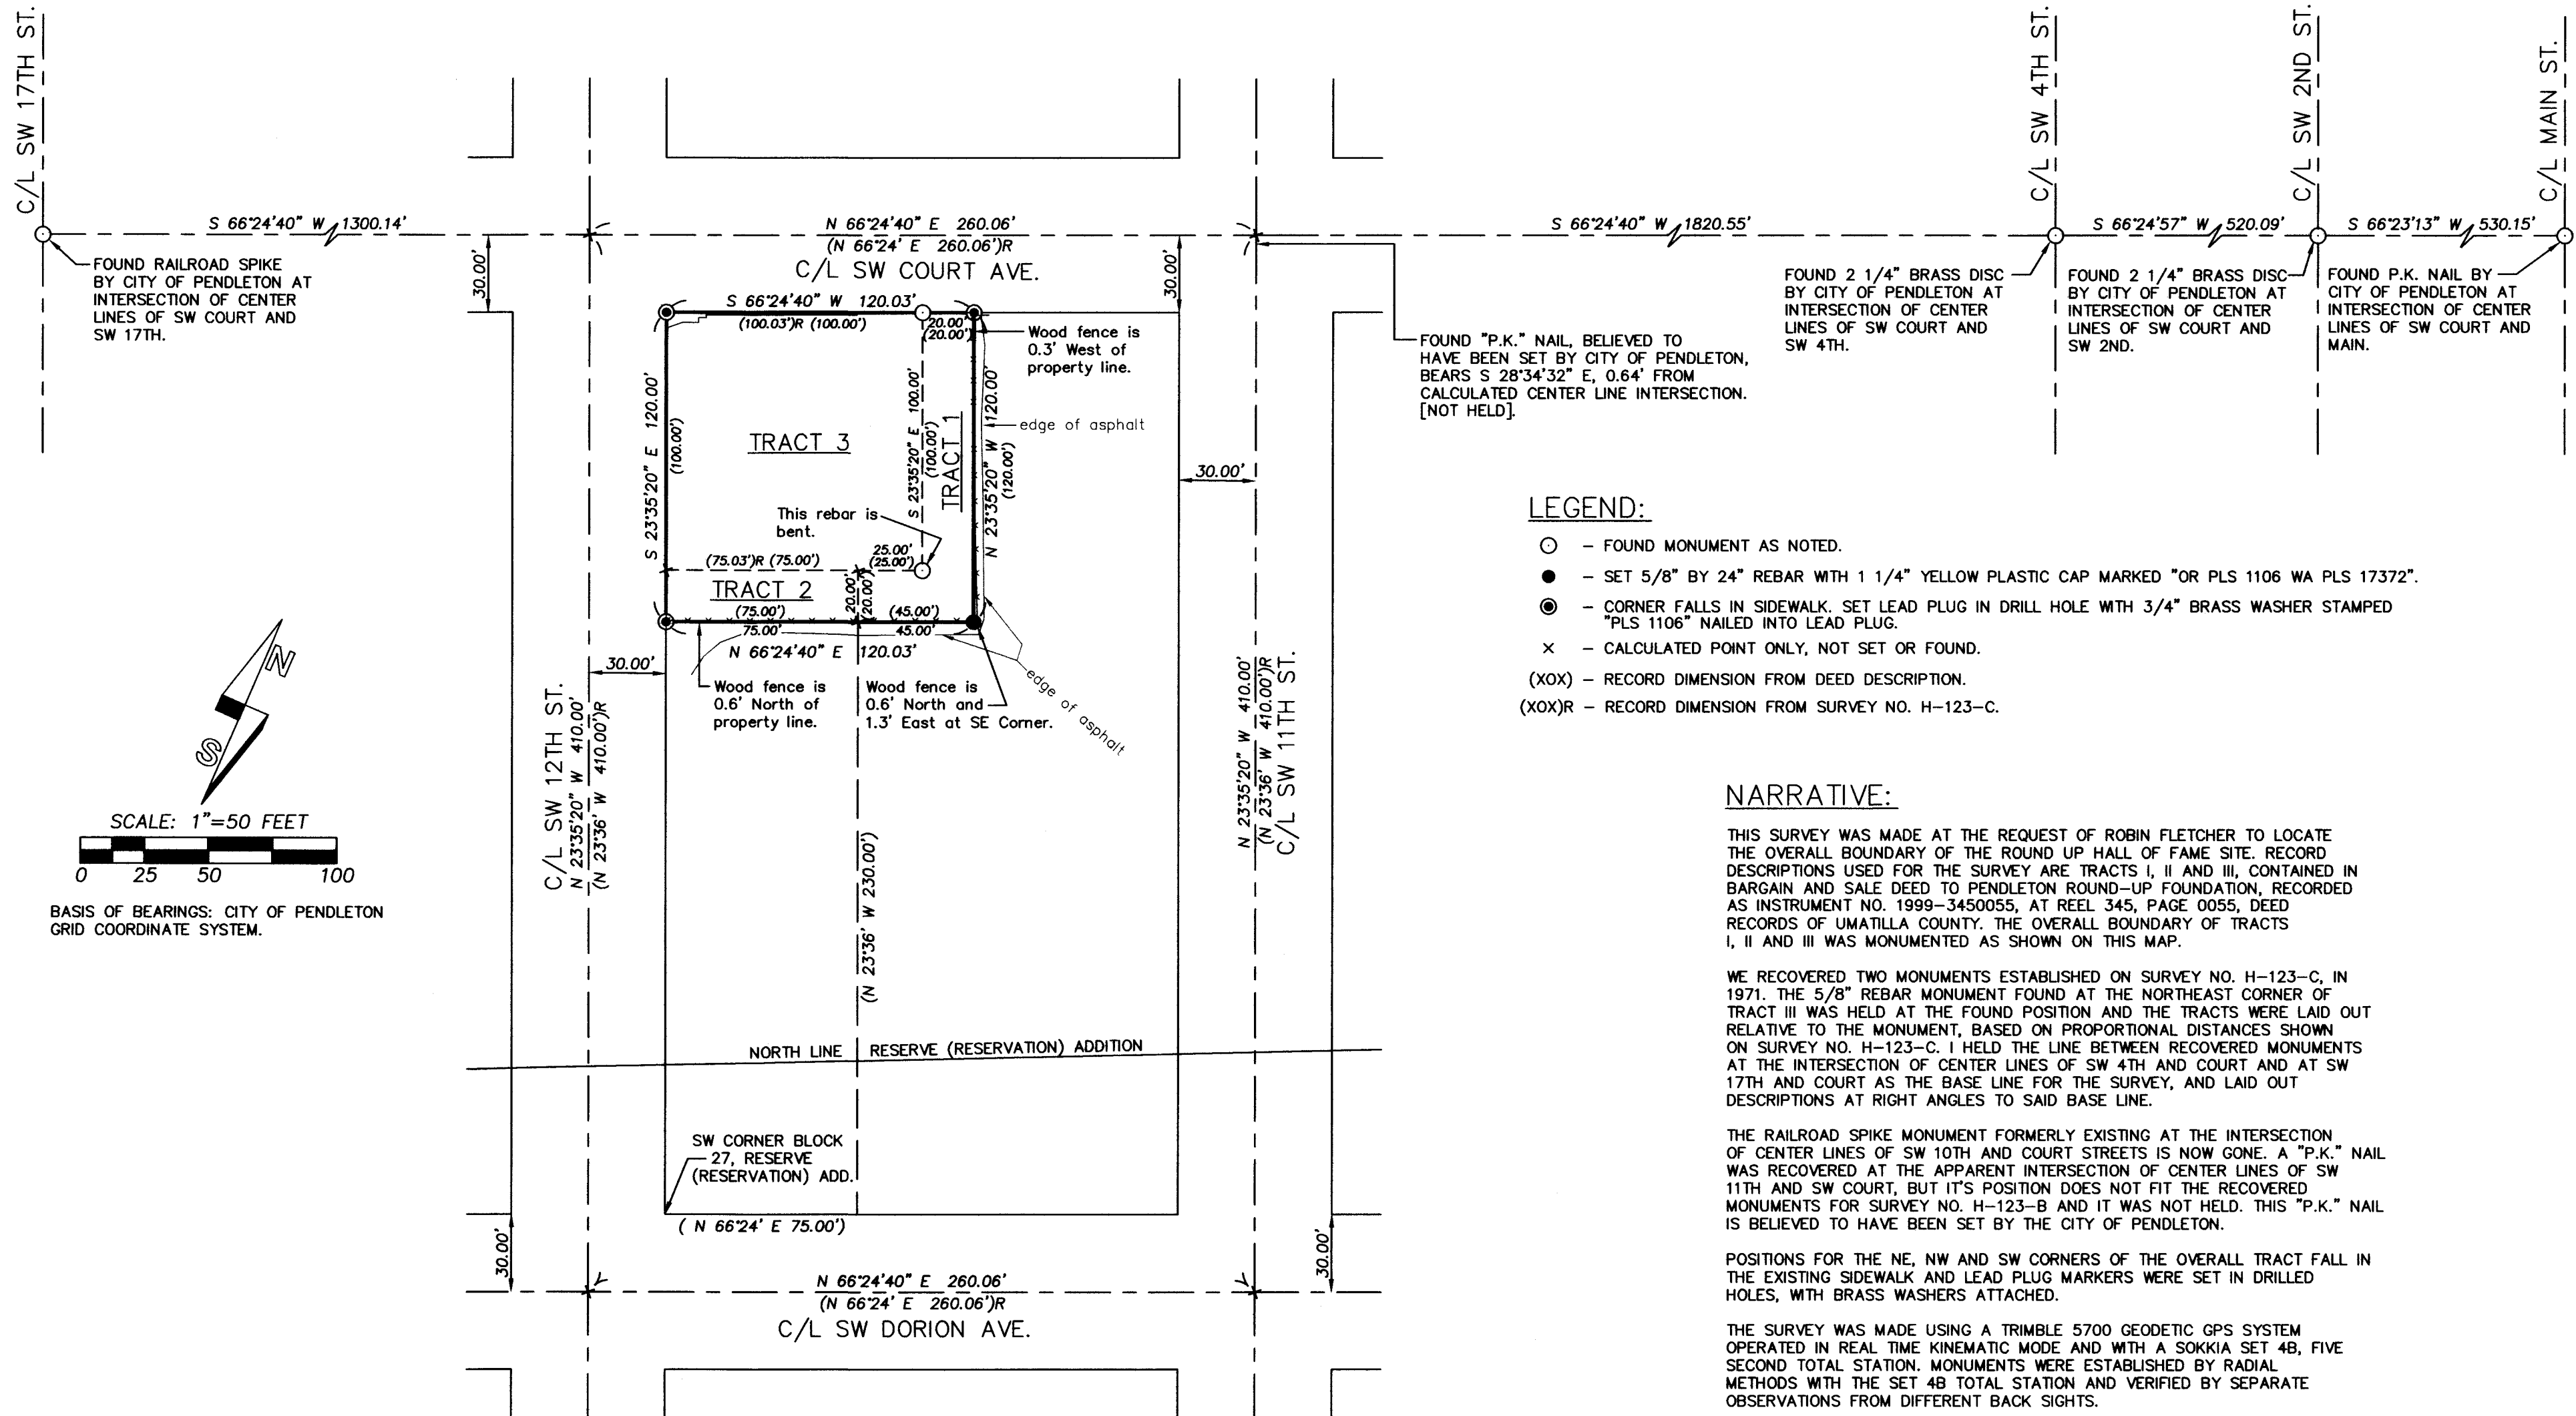 C/L SW 17TH ST.
C/L SW 4TH ST.
C/L SW 2ND ST.
C/L MAIN ST.
S 66°24'40" W 1300.14'
N 66°24'40" E 260.06'
(N 66°24' E 260.06')R
C/L SW COURT AVE.
S 66°24'40" W 1820.55'
S 66°24'57" W 520.09'
S 66°23'13" W 530.15'
FOUND RAILROAD SPIKE
BY CITY OF PENDLETON AT
INTERSECTION OF CENTER
LINES OF SW COURT AND
SW 17TH.
30.00'
30.00'
FOUND 2 1/4" BRASS DISC
BY CITY OF PENDLETON AT
INTERSECTION OF CENTER
LINES OF SW COURT AND
SW 4TH.
FOUND 2 1/4" BRASS DISC
BY CITY OF PENDLETON AT
INTERSECTION OF CENTER
LINES OF SW COURT AND
SW 2ND.
FOUND P.K. NAIL BY
CITY OF PENDLETON AT
INTERSECTION OF CENTER
LINES OF SW COURT AND
MAIN.
FOUND "P.K." NAIL, BELIEVED TO
HAVE BEEN SET BY CITY OF PENDLETON,
BEARS S 28°34'32" E, 0.64' FROM
CALCULATED CENTER LINE INTERSECTION.
[NOT HELD].
S 66°24'40" W 120.03'
(100.03')R (100.00')
20.00'
(20.00')
Wood fence is
0.3' West of
property line.
S 23°35'20" E 120.00'
(100.00')
TRACT 3
S 23°35'20" E 100.00'
(100.00')
TRACT 1
N 23°35'20" W 120.00'
(120.00')
edge of asphalt
30.00'
This rebar is
bent.
(75.03')R (75.00')
25.00'
(25.00')
TRACT 2
20.00'
(20.00')
(75.00')
(45.00')
75.00'
45.00'
N 66°24'40" E 120.03'
30.00'
Wood fence is
0.6' North of
property line.
Wood fence is
0.6' North and
1.3' East at SE Corner.
edge of asphalt
C/L SW 12TH ST.
N 23°35'20" W 410.00'
(N 23°36' W 410.00')R
(N 23°36' W 230.00')
N 23°35'20" W 410.00'
(N 23°36' W 410.00')R
C/L SW 11TH ST.
N
S
SCALE: 1"=50 FEET
0 25 50 100
BASIS OF BEARINGS: CITY OF PENDLETON
GRID COORDINATE SYSTEM.
NORTH LINE RESERVE (RESERVATION) ADDITION
SW CORNER BLOCK
27, RESERVE
(RESERVATION) ADD.
( N 66°24' E 75.00')
30.00'
30.00'
N 66°24'40" E 260.06'
(N 66°24' E 260.06')R
C/L SW DORION AVE.
LEGEND:
– FOUND MONUMENT AS NOTED.
– SET 5/8" BY 24" REBAR WITH 1 1/4" YELLOW PLASTIC CAP MARKED "OR PLS 1106 WA PLS 17372".
– CORNER FALLS IN SIDEWALK. SET LEAD PLUG IN DRILL HOLE WITH 3/4" BRASS WASHER STAMPED
"PLS 1106" NAILED INTO LEAD PLUG.
× – CALCULATED POINT ONLY, NOT SET OR FOUND.
(XOX) – RECORD DIMENSION FROM DEED DESCRIPTION.
(XOX)R – RECORD DIMENSION FROM SURVEY NO. H-123-C.
NARRATIVE:
THIS SURVEY WAS MADE AT THE REQUEST OF ROBIN FLETCHER TO LOCATE
THE OVERALL BOUNDARY OF THE ROUND UP HALL OF FAME SITE. RECORD
DESCRIPTIONS USED FOR THE SURVEY ARE TRACTS I, II AND III, CONTAINED IN
BARGAIN AND SALE DEED TO PENDLETON ROUND-UP FOUNDATION, RECORDED
AS INSTRUMENT NO. 1999-3450055, AT REEL 345, PAGE 0055, DEED
RECORDS OF UMATILLA COUNTY. THE OVERALL BOUNDARY OF TRACTS
I, II AND III WAS MONUMENTED AS SHOWN ON THIS MAP.
WE RECOVERED TWO MONUMENTS ESTABLISHED ON SURVEY NO. H-123-C, IN
1971. THE 5/8" REBAR MONUMENT FOUND AT THE NORTHEAST CORNER OF
TRACT III WAS HELD AT THE FOUND POSITION AND THE TRACTS WERE LAID OUT
RELATIVE TO THE MONUMENT, BASED ON PROPORTIONAL DISTANCES SHOWN
ON SURVEY NO. H-123-C. I HELD THE LINE BETWEEN RECOVERED MONUMENTS
AT THE INTERSECTION OF CENTER LINES OF SW 4TH AND COURT AND AT SW
17TH AND COURT AS THE BASE LINE FOR THE SURVEY, AND LAID OUT
DESCRIPTIONS AT RIGHT ANGLES TO SAID BASE LINE.
THE RAILROAD SPIKE MONUMENT FORMERLY EXISTING AT THE INTERSECTION
OF CENTER LINES OF SW 10TH AND COURT STREETS IS NOW GONE. A "P.K." NAIL
WAS RECOVERED AT THE APPARENT INTERSECTION OF CENTER LINES OF SW
11TH AND SW COURT, BUT IT'S POSITION DOES NOT FIT THE RECOVERED
MONUMENTS FOR SURVEY NO. H-123-B AND IT WAS NOT HELD. THIS "P.K." NAIL
IS BELIEVED TO HAVE BEEN SET BY THE CITY OF PENDLETON.
POSITIONS FOR THE NE, NW AND SW CORNERS OF THE OVERALL TRACT FALL IN
THE EXISTING SIDEWALK AND LEAD PLUG MARKERS WERE SET IN DRILLED
HOLES, WITH BRASS WASHERS ATTACHED.
THE SURVEY WAS MADE USING A TRIMBLE 5700 GEODETIC GPS SYSTEM
OPERATED IN REAL TIME KINEMATIC MODE AND WITH A SOKKIA SET 4B, FIVE
SECOND TOTAL STATION. MONUMENTS WERE ESTABLISHED BY RADIAL
METHODS WITH THE SET 4B TOTAL STATION AND VERIFIED BY SEPARATE
OBSERVATIONS FROM DIFFERENT BACK SIGHTS.